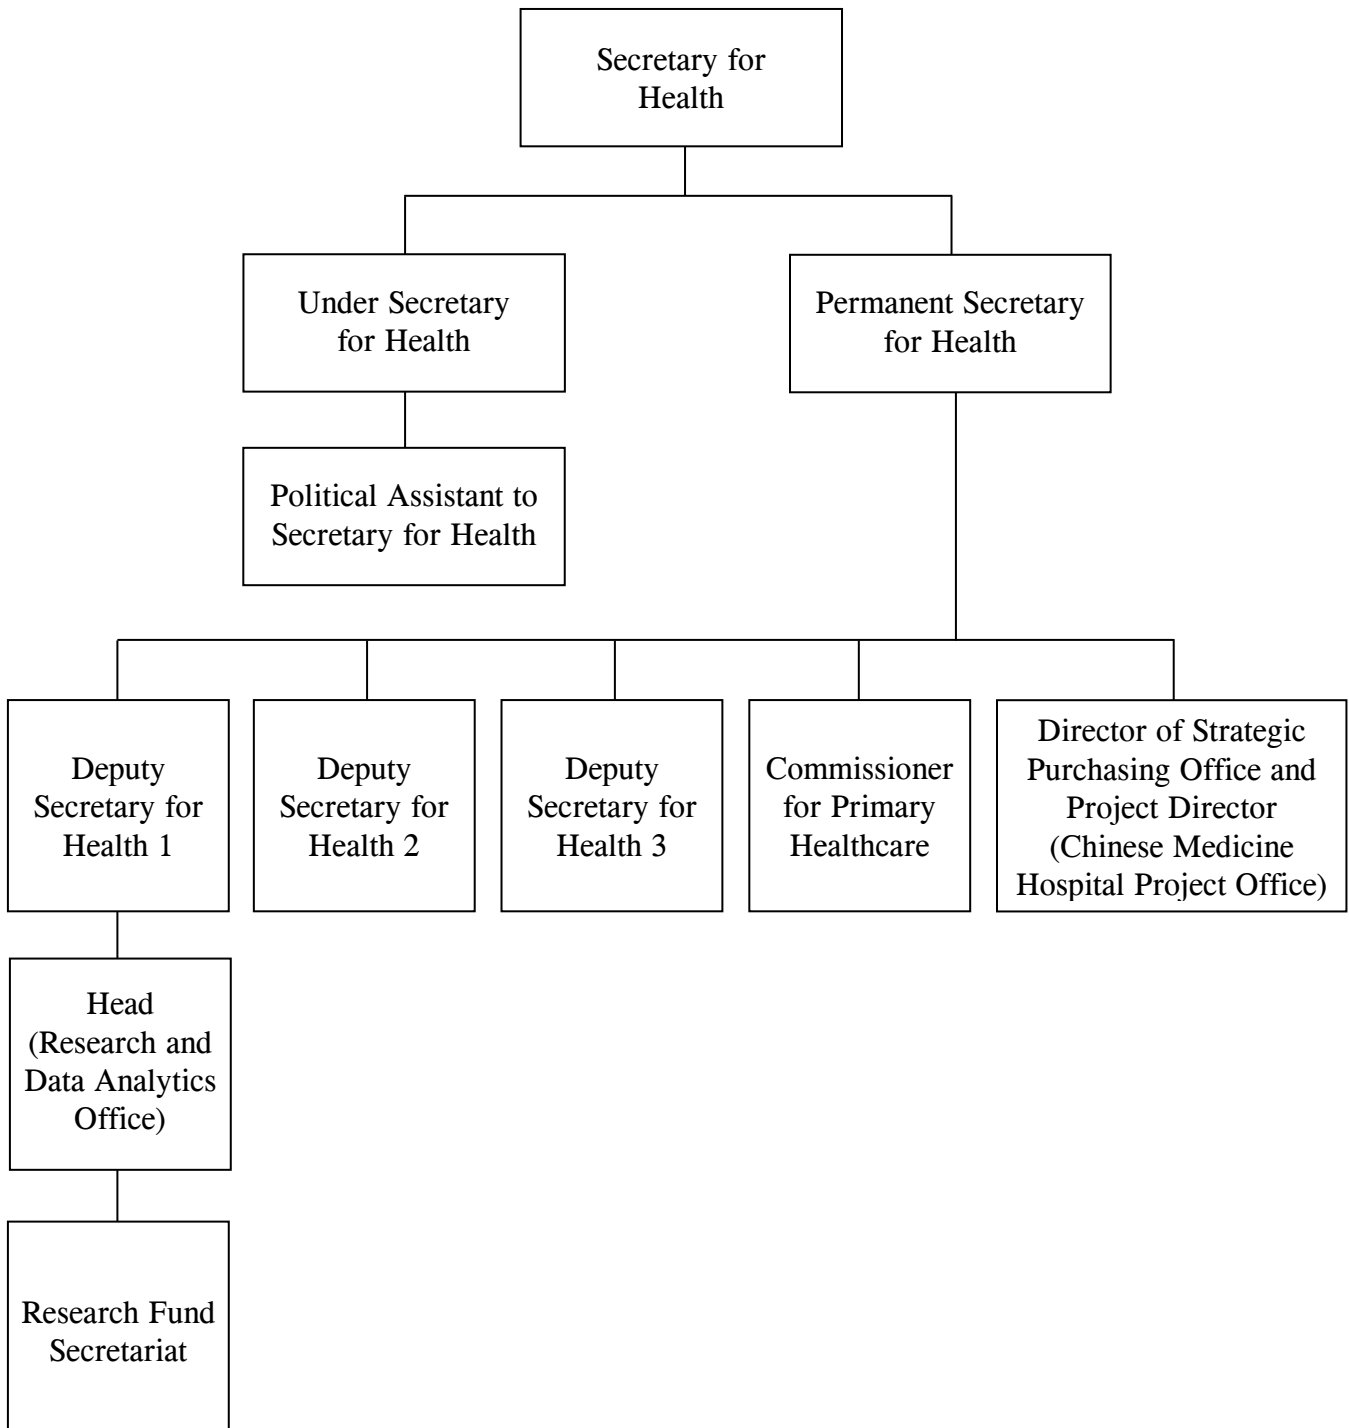 Secretary for
Health
Under Secretary
for Health
Permanent Secretary
for Health
Political Assistant to
Secretary for Health
Deputy
Secretary for
Health 1
Deputy
Secretary for
Health 2
Deputy
Secretary for
Health 3
Commissioner
for Primary
Healthcare
Director of Strategic
Purchasing Office and
Project Director
(Chinese Medicine
Hospital Project Office)
Head
(Research and
Data Analytics
Office)
Research Fund
Secretariat